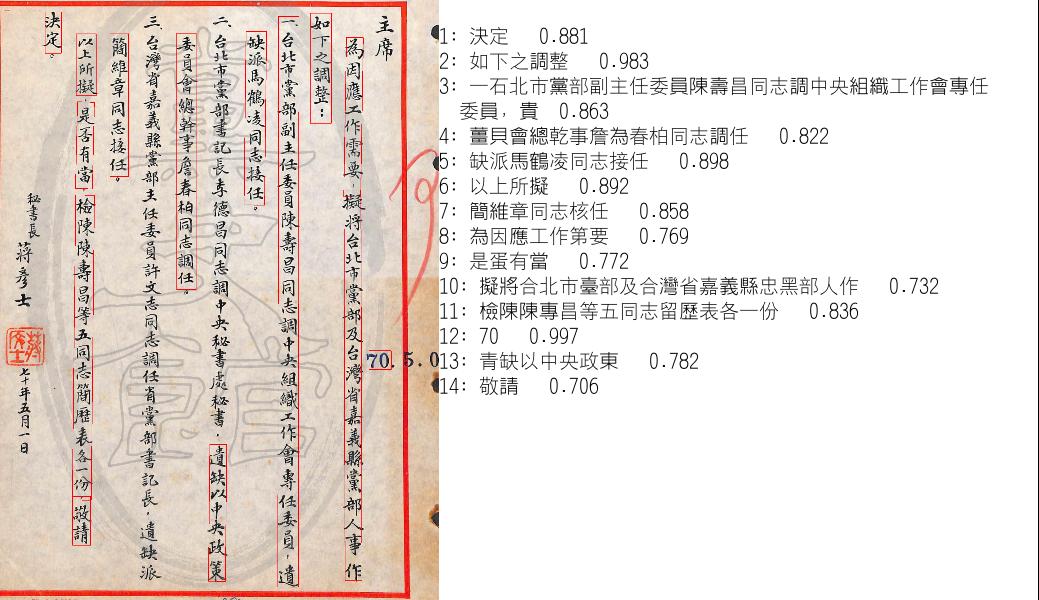 主席
為因應工作需要，擬將台北市黨部及台灣省嘉義縣黨部人事作
如下之調整：
一、台北市黨部副主任委員陳壽昌同志調中央組織工作會專任委員，遺
缺派馬鶴凌同志接任。
二、台北市黨部書記長李德昌同志調中央秘書處秘書，遺缺以中央政策
委員會總幹事詹春柏同志調任。
三、台灣省嘉義縣黨部主任委員許文志同志調任省黨部書記長，遺缺派
簡維章同志接任。
以上所擬，是否有當，檢陳陳壽昌等五同志簡歷表各一份，敬請
決定。
秘書長 蔣彥士
七十年五月一日
70. 5. 0
1: 決定 0.881
2: 如下之調整 0.983
3: 一石北市黨部副主任委員陳壽昌同志調中央組織工作會專任
委員，貴 0.863
4: 薑貝會總乾事詹為春柏同志調任 0.822
5: 缺派馬鶴凌同志接任 0.898
6: 以上所擬 0.892
7: 簡維章同志核任 0.858
8: 為因應工作第要 0.769
9: 是蛋有當 0.772
10: 擬將合北市臺部及合灣省嘉義縣忠黑部人作 0.732
11: 檢陳陳專昌等五同志留歷表各一份 0.836
12: 70 0.997
13: 青缺以中央政東 0.782
14: 敬請 0.706